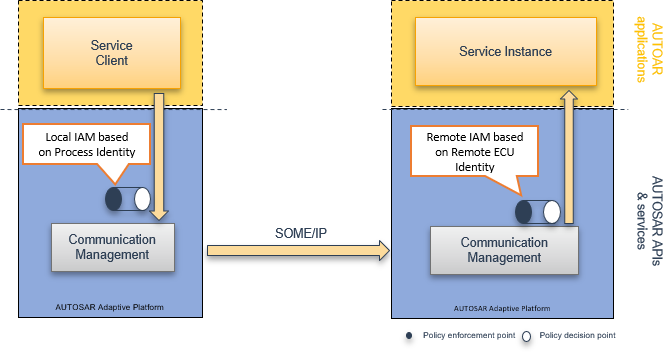 Service
Client
Service Instance
AUTOAR
applications
Local IAM based
on Process Identity
Remote IAM based
on Remote ECU
Identity
AUTOSAR APIs
& services
Communication
Management
SOME/IP
Communication
Management
AUTOSAR Adaptive Platform
AUTOSAR Adaptive Platform
Policy enforcement point
Policy decision point